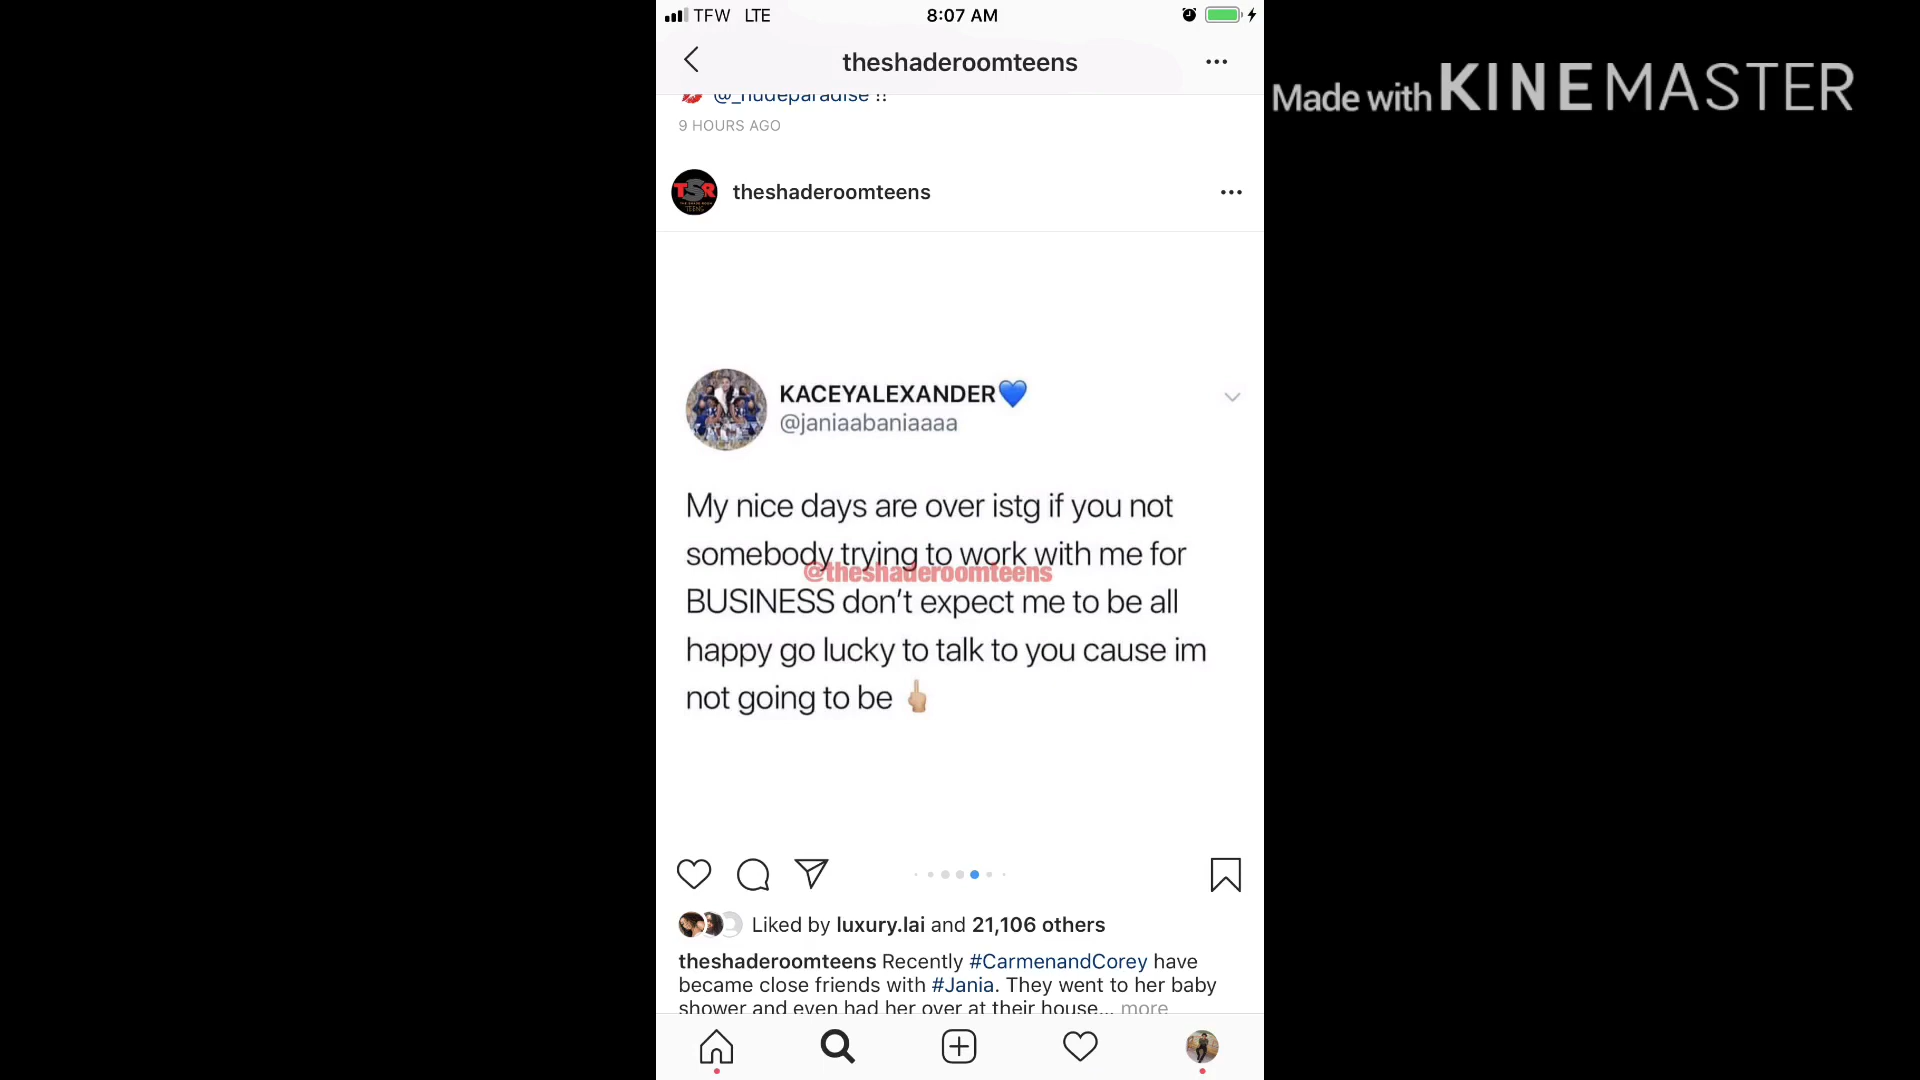 TFW LTE 8:07 AM
theshaderoomteens
Made with KINEMASTER
@_nudeparadise !!
9 HOURS AGO
TSR
theshaderoomteens
KACEYALEXANDER💙
@janiaabaniaaaa
My nice days are over istg if you not
somebody trying to work with me for
@theshaderoomteens
BUSINESS don't expect me to be all
happy go lucky to talk to you cause im
not going to be 🖕🏼
Liked by luxury.lai and 21,106 others
theshaderoomteens Recently #CarmenandCorey have
became close friends with #Jania. They went to her baby
shower and even had her over at their house... more